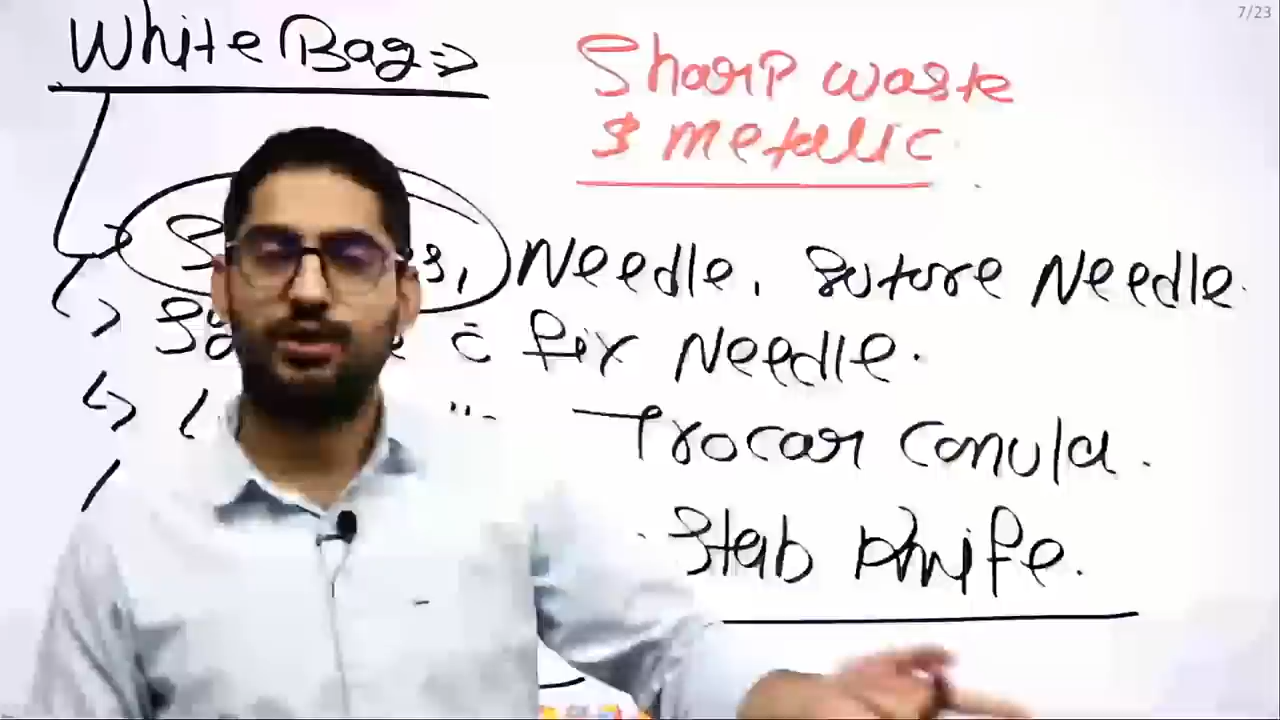 7/23
White Bag ⇒
Sharp waste
& metallic.
Needle, Suture Needle.
c̄ fix Needle.
Trocar Canula.
Stab Knife.